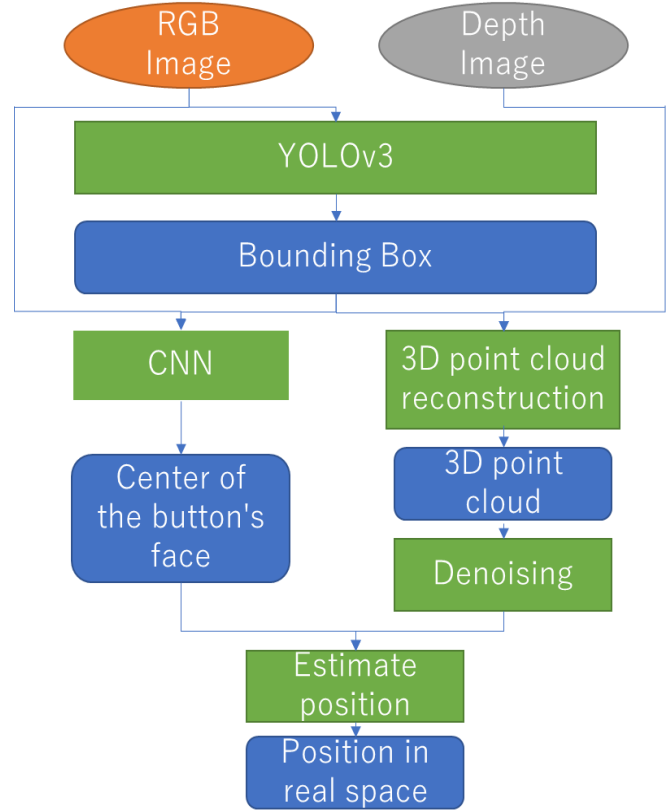 RGB
Image
Depth
Image
YOLOv3
Bounding Box
CNN
3D point cloud
reconstruction
Center of
the button's
face
3D point
cloud
Denoising
Estimate
position
Position in
real space